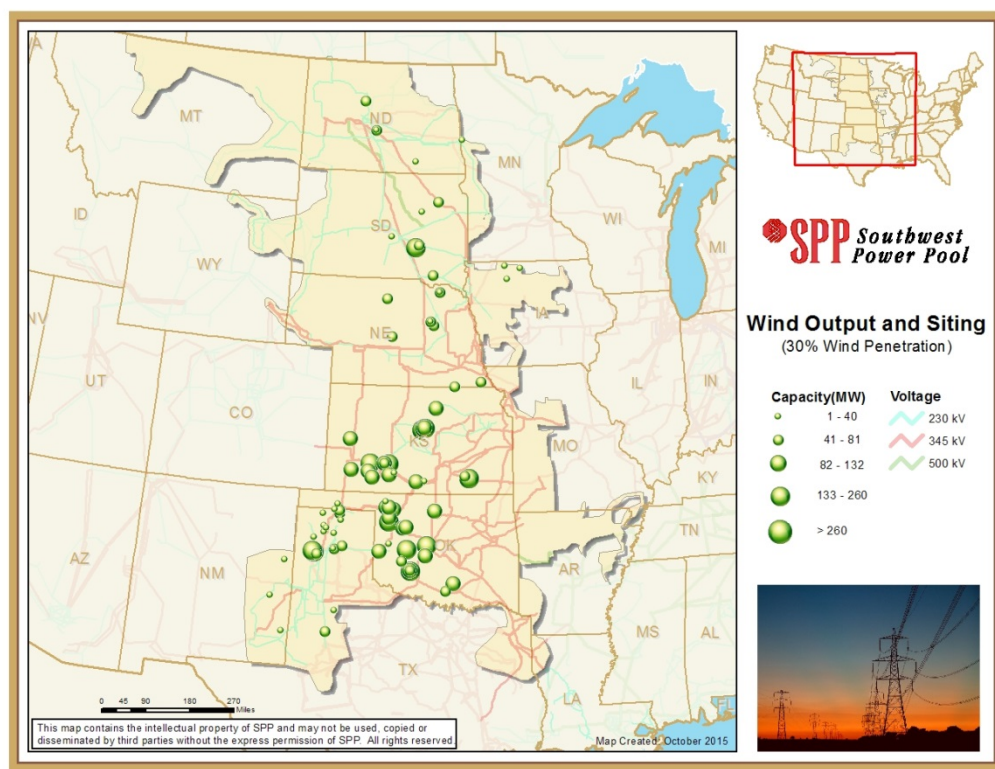 WA
MT
ND
MN
ID
SD
WI
MI
WY
IA
NV
NE
IL
IN
UT
CO
KS
MO
KY
TN
OK
AZ
NM
AR
MS
AL
TX
LA
0 45 90 180 270
Miles
This map contains the intellectual property of SPP and may not be used, copied or
disseminated by third parties without the express permission of SPP. All rights reserved.
Map Created: October 2015
SPP Southwest
Power Pool
Wind Output and Siting
(30% Wind Penetration)
Capacity(MW)
1 - 40
41 - 81
82 - 132
133 - 260
> 260
Voltage
230 kV
345 kV
500 kV